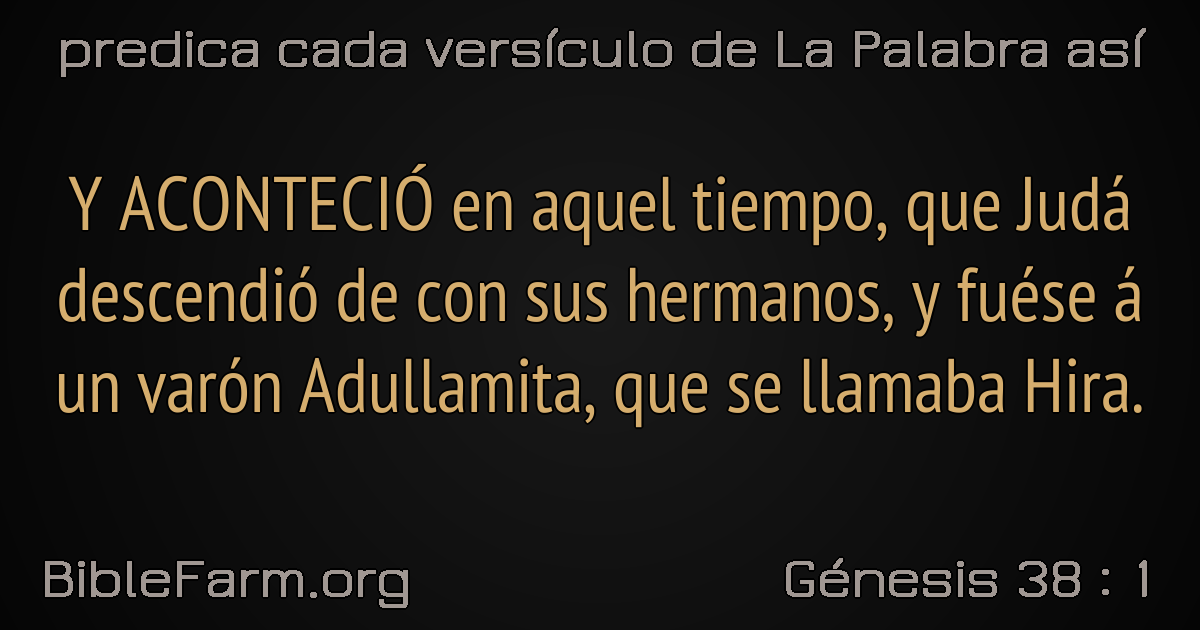 predica cada versículo de La Palabra así
Y ACONTECIÓ en aquel tiempo, que Judá
descendió de con sus hermanos, y fuése á
un varón Adullamita, que se llamaba Hira.
BibleFarm.org
Génesis 38 : 1